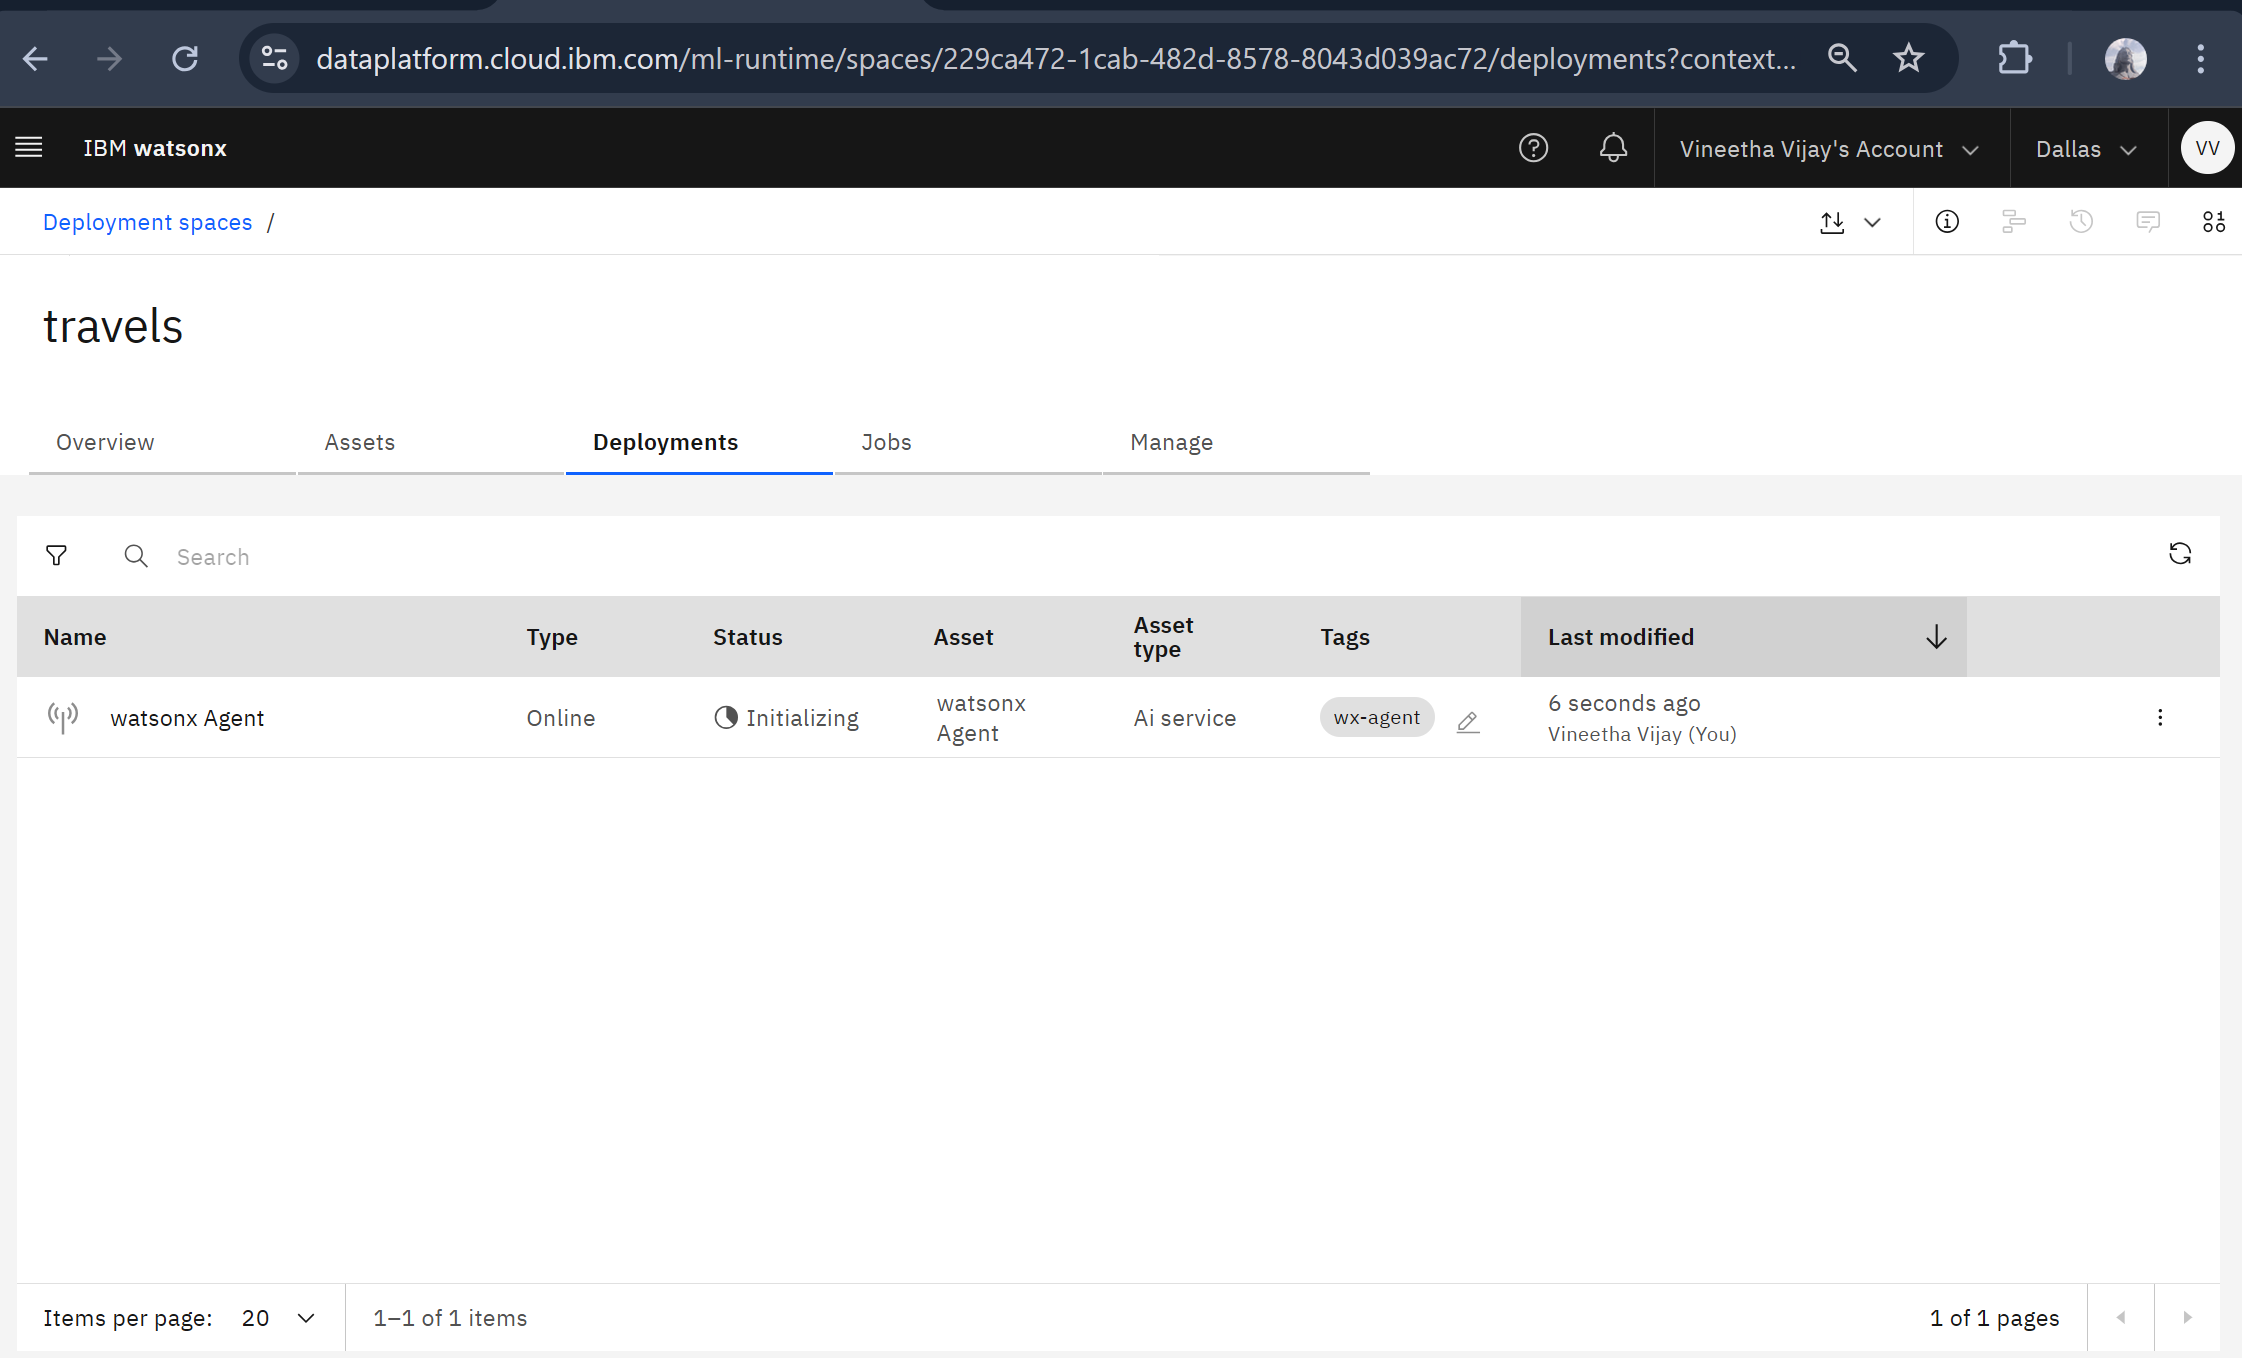 dataplatform.cloud.ibm.com/ml-runtime/spaces/229ca472-1cab-482d-8578-8043d039ac72/deployments?context...
IBM watsonx
Vineetha Vijay's Account
Dallas
VV
Deployment spaces /
travels
Overview
Assets
Deployments
Jobs
Manage
Search
Name
Type
Status
Asset
Asset
type
Tags
Last modified
watsonx Agent
Online
Initializing
watsonx
Agent
Ai service
wx-agent
6 seconds ago
Vineetha Vijay (You)
Items per page: 20
1–1 of 1 items
1 of 1 pages